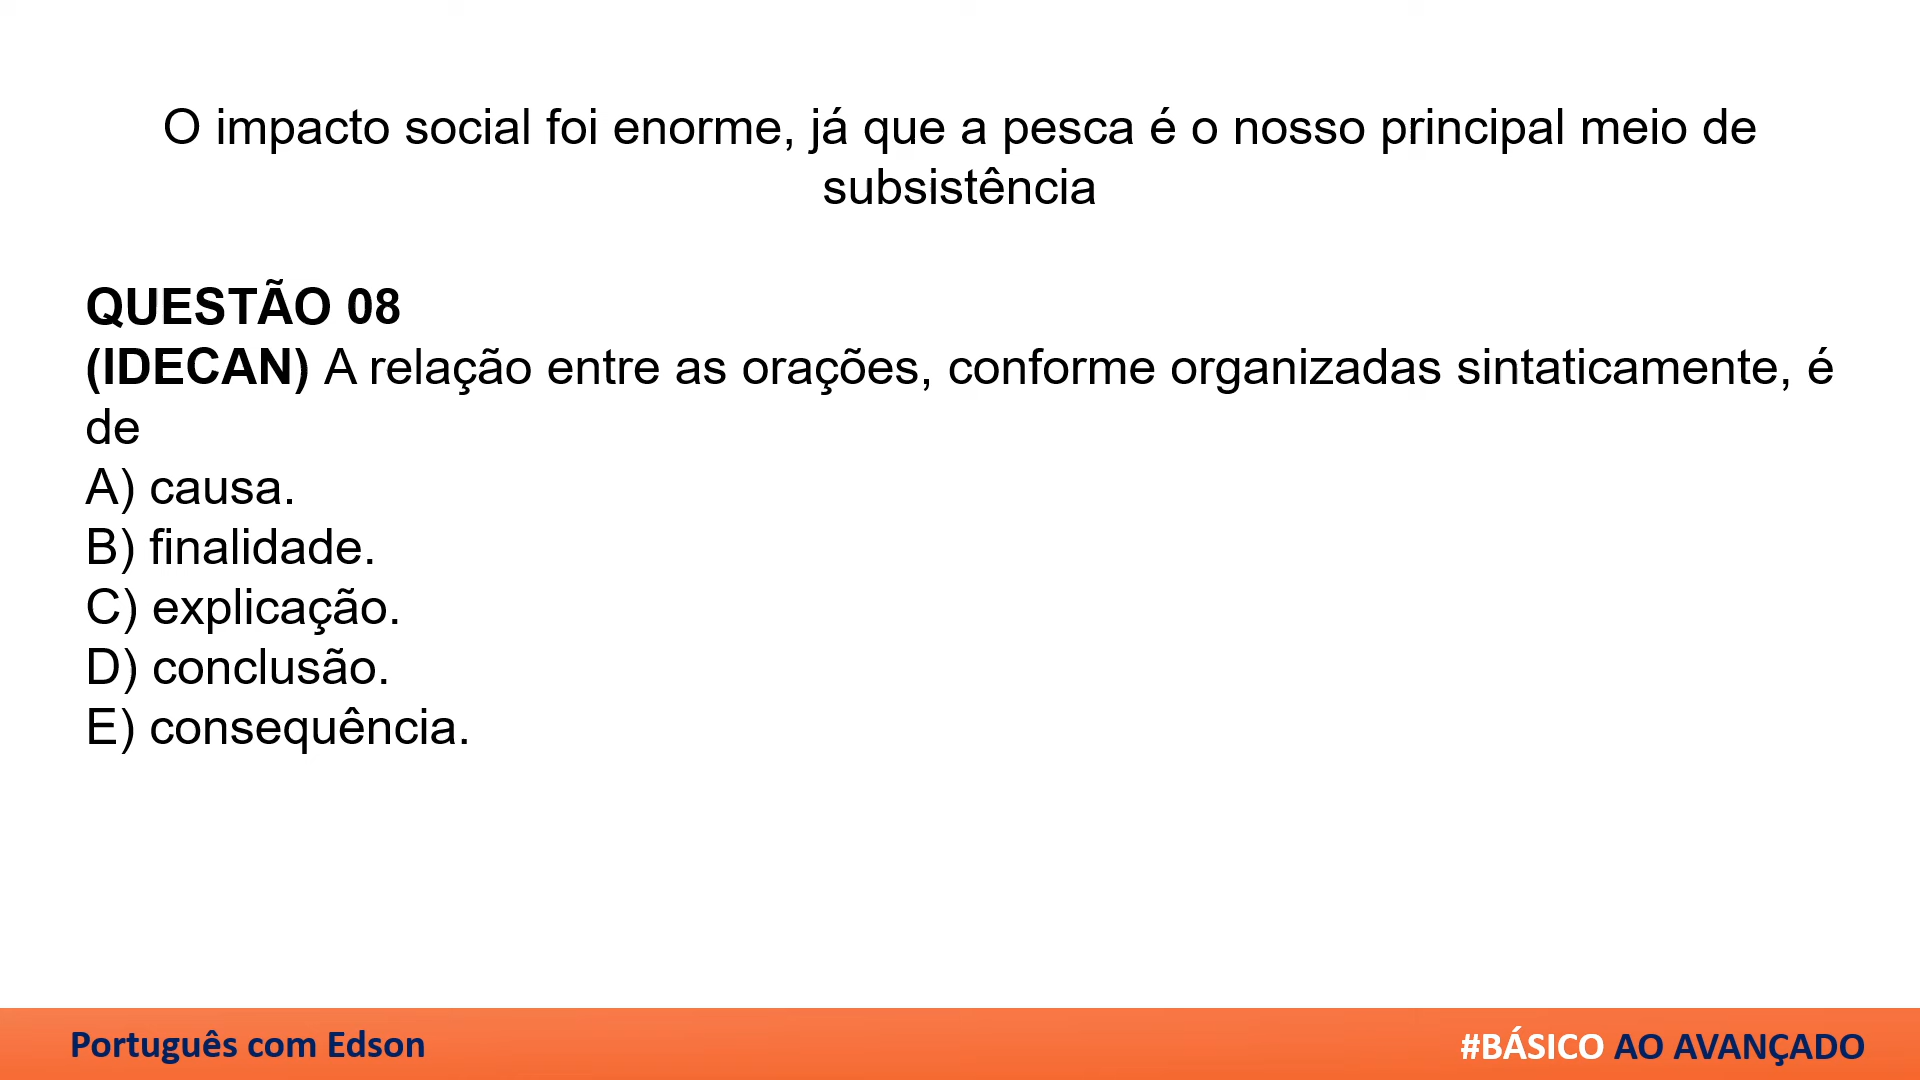 O impacto social foi enorme, já que a pesca é o nosso principal meio de
subsistência
QUESTÃO 08
(IDECAN) A relação entre as orações, conforme organizadas sintaticamente, é
de
A) causa.
B) finalidade.
C) explicação.
D) conclusão.
E) consequência.
Português com Edson
#BÁSICO AO AVANÇADO